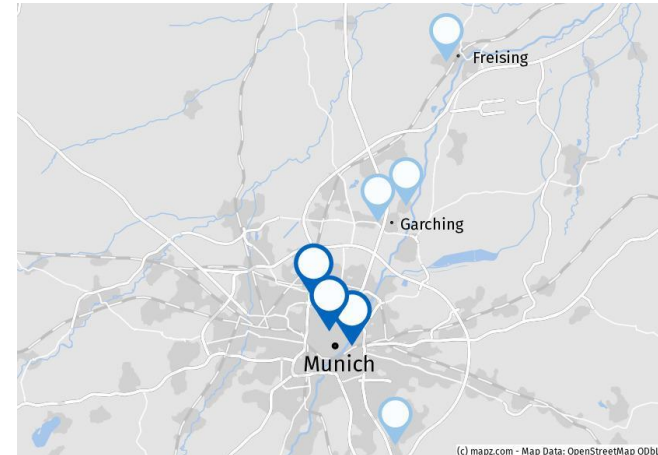 Freising
Garching
Munich
(c) mapz.com - Map Data: OpenStreetMap ODbL